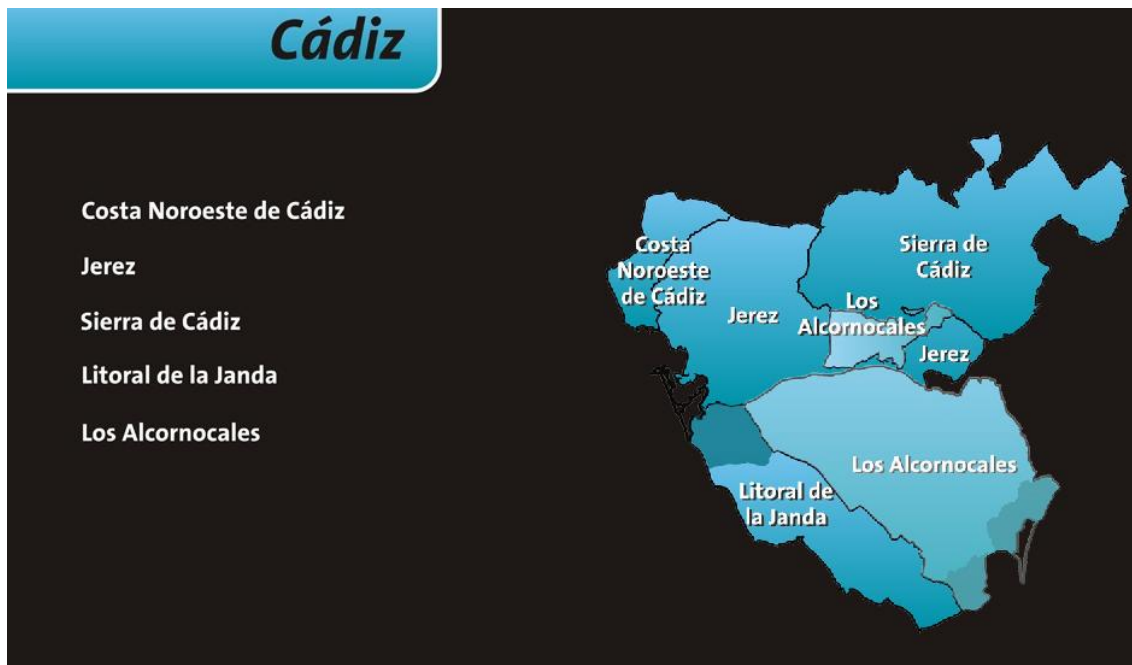 Cádiz
Costa Noroeste de Cádiz
Jerez
Sierra de Cádiz
Litoral de la Janda
Los Alcornocales
Costa
Noroeste
de Cádiz
Jerez
Sierra de
Cádiz
Los
Alcornocales
Jerez
Los Alcornocales
Litoral de
la Janda